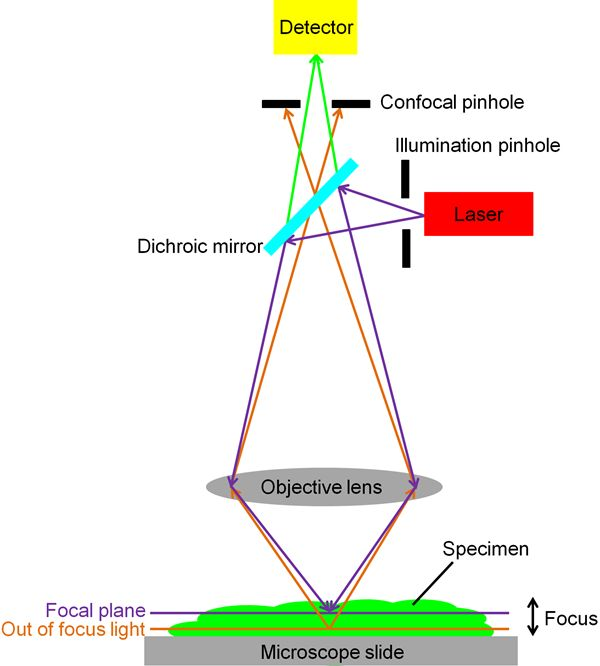 Detector
Confocal pinhole
Illumination pinhole
Laser
Dichroic mirror
Objective lens
Specimen
Focal plane
Focus
Out of focus light
Microscope slide